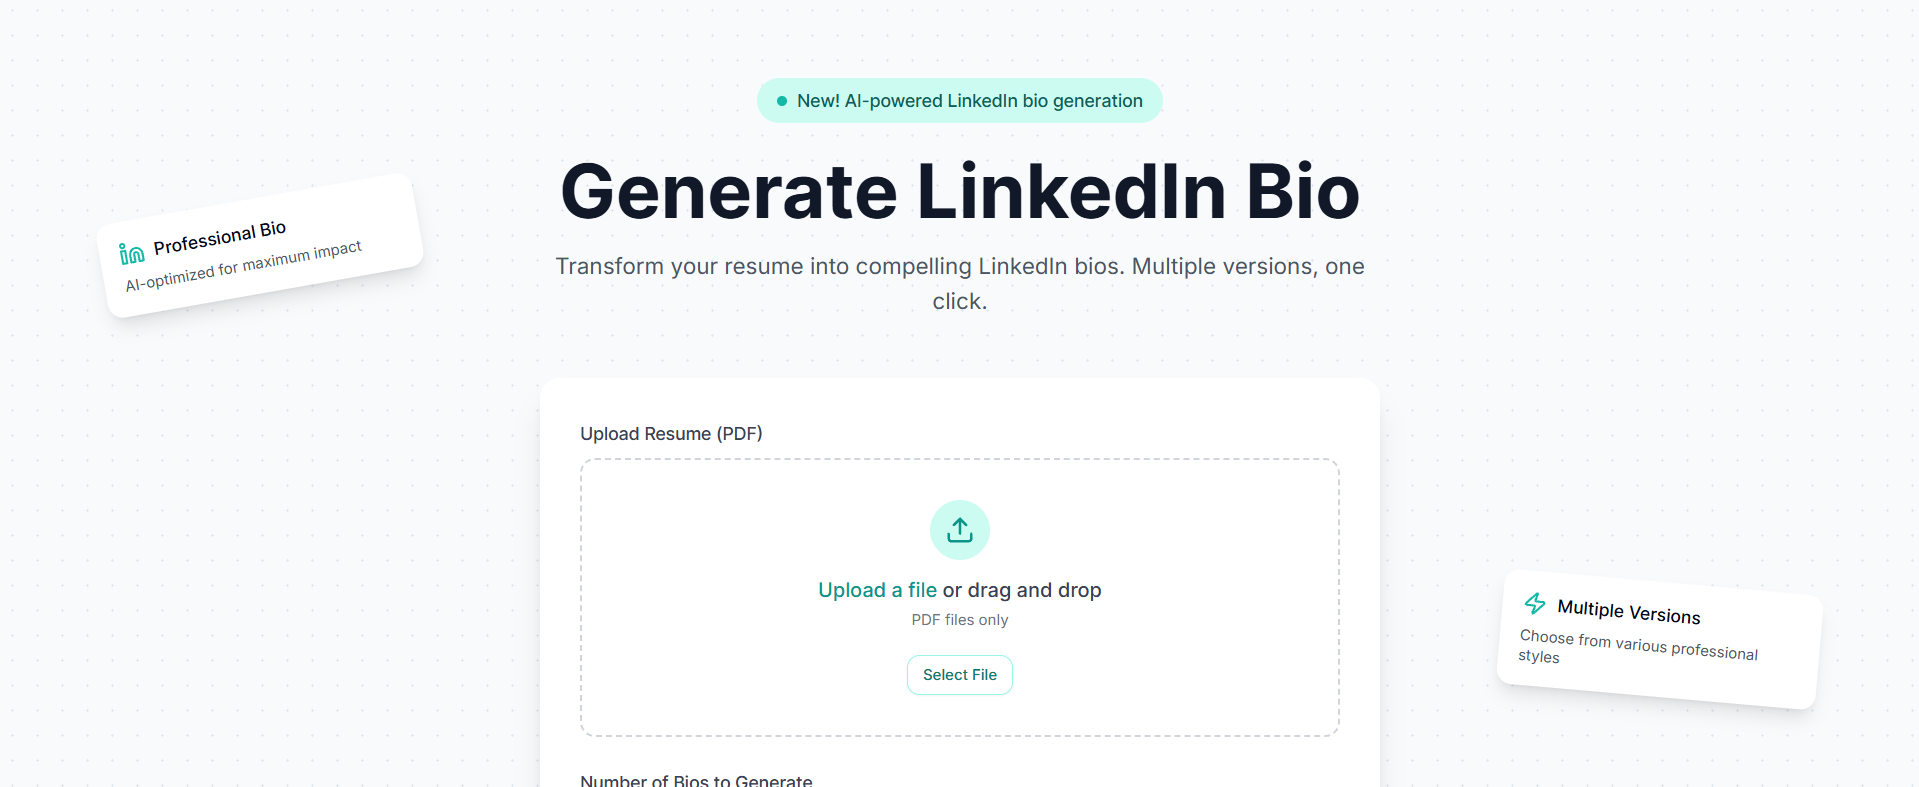 New! AI-powered LinkedIn bio generation
Generate LinkedIn Bio
Transform your resume into compelling LinkedIn bios. Multiple versions, one
click.
Professional Bio
AI-optimized for maximum impact
Upload Resume (PDF)
Upload a file or drag and drop
PDF files only
Select File
Multiple Versions
Choose from various professional
styles
Number of Bios to Generate